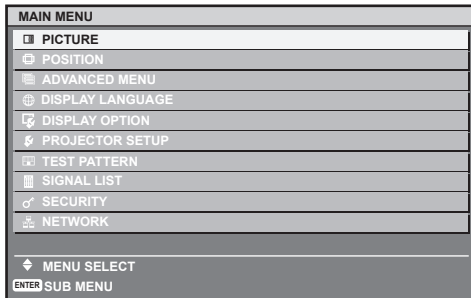 MAIN MENU
PICTURE
POSITION
ADVANCED MENU
DISPLAY LANGUAGE
DISPLAY OPTION
PROJECTOR SETUP
TEST PATTERN
SIGNAL LIST
SECURITY
NETWORK
MENU SELECT
ENTER SUB MENU